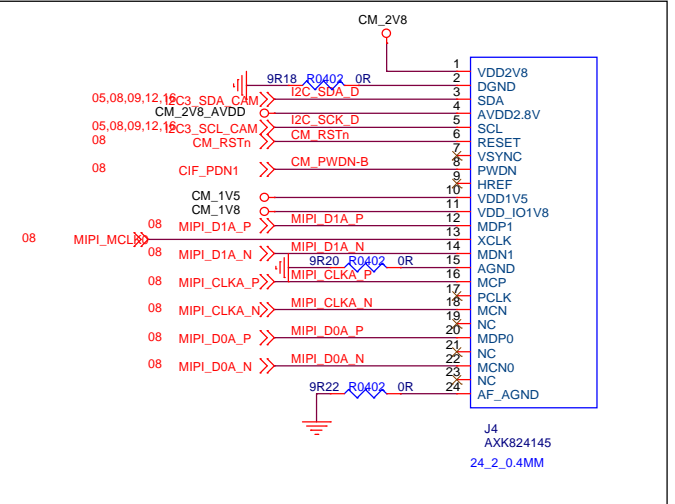 CM_2V8
1 VDD2V8
9R18 R0402 0R 2 DGND
05,08,09,12,16 I2C3_SDA_CAM I2C_SDA_D 3 SDA
CM_2V8_AVDD 4 AVDD2.8V
05,08,09,12,16 I2C3_SCL_CAM I2C_SCK_D 5 SCL
08 CM_RSTn CM_RSTn 6 RESET
7 VSYNC
08 CIF_PDN1 CM_PWDN-B 8 PWDN
9 HREF
CM_1V5 10 VDD1V5
CM_1V8 11 VDD_IO1V8
08 MIPI_D1A_P MIPI_D1A_P 12 MDP1
08 MIPI_MCLK0 13 XCLK
08 MIPI_D1A_N MIPI_D1A_N 14 MDN1
9R20 R0402 0R 15 AGND
08 MIPI_CLKA_P MIPI_CLKA_P 16 MCP
17 PCLK
08 MIPI_CLKA_N MIPI_CLKA_N 18 MCN
19 NC
08 MIPI_D0A_P MIPI_D0A_P 20 MDP0
21 NC
08 MIPI_D0A_N MIPI_D0A_N 22 MCN0
23 NC
9R22 R0402 0R 24 AF_AGND
J4
AXK824145
24_2_0.4MM